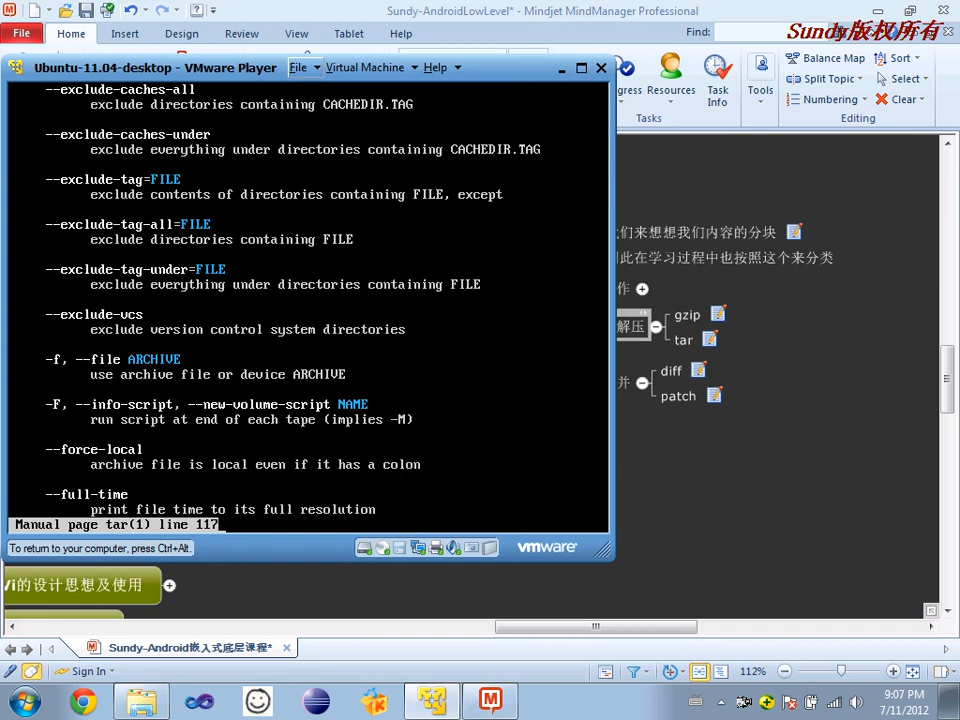 Sundy-AndroidLowLevel* - Mindjet MindManager Professional
File Home Insert Design Review View Tablet Help
Find:
Sundy版权所有
Ubuntu-11.04-desktop - VMware Player File Virtual Machine Help
gress Resources Task Info
Tasks
Tools
Balance Map Sort
Split Topic Select
Numbering Clear
Editing
--exclude-caches-all
exclude directories containing CACHEDIR.TAG
--exclude-caches-under
exclude everything under directories containing CACHEDIR.TAG
--exclude-tag=FILE
exclude contents of directories containing FILE, except
--exclude-tag-all=FILE
exclude directories containing FILE
--exclude-tag-under=FILE
exclude everything under directories containing FILE
--exclude-vcs
exclude version control system directories
-f, --file ARCHIVE
use archive file or device ARCHIVE
-F, --info-script, --new-volume-script NAME
run script at end of each tape (implies -M)
--force-local
archive file is local even if it has a colon
--full-time
print file time to its full resolution
Manual page tar(1) line 117
To return to your computer, press Ctrl+Alt.
vmware
们来想想我们内容的分块
此在学习过程中也按照这个来分类
作
解压
gzip
tar
并
diff
patch
Vi的设计思想及使用
Sundy-Android嵌入式底层课程*
Sign In
112%
9:07 PM
7/11/2012